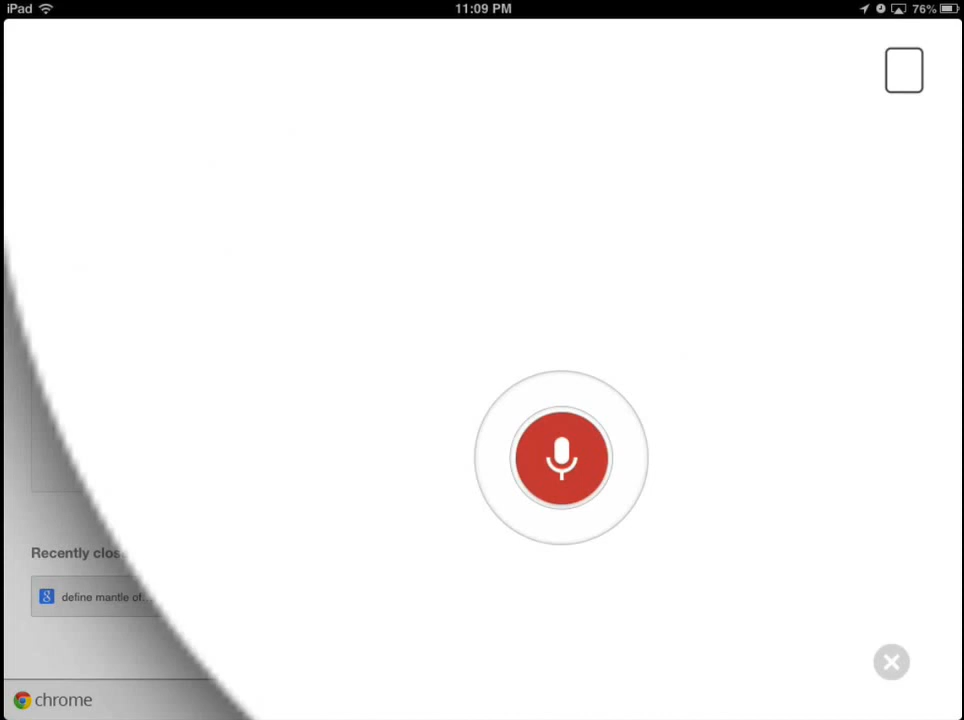 iPad 11:09 PM 76%
Recently clos
define mantle of...
chrome